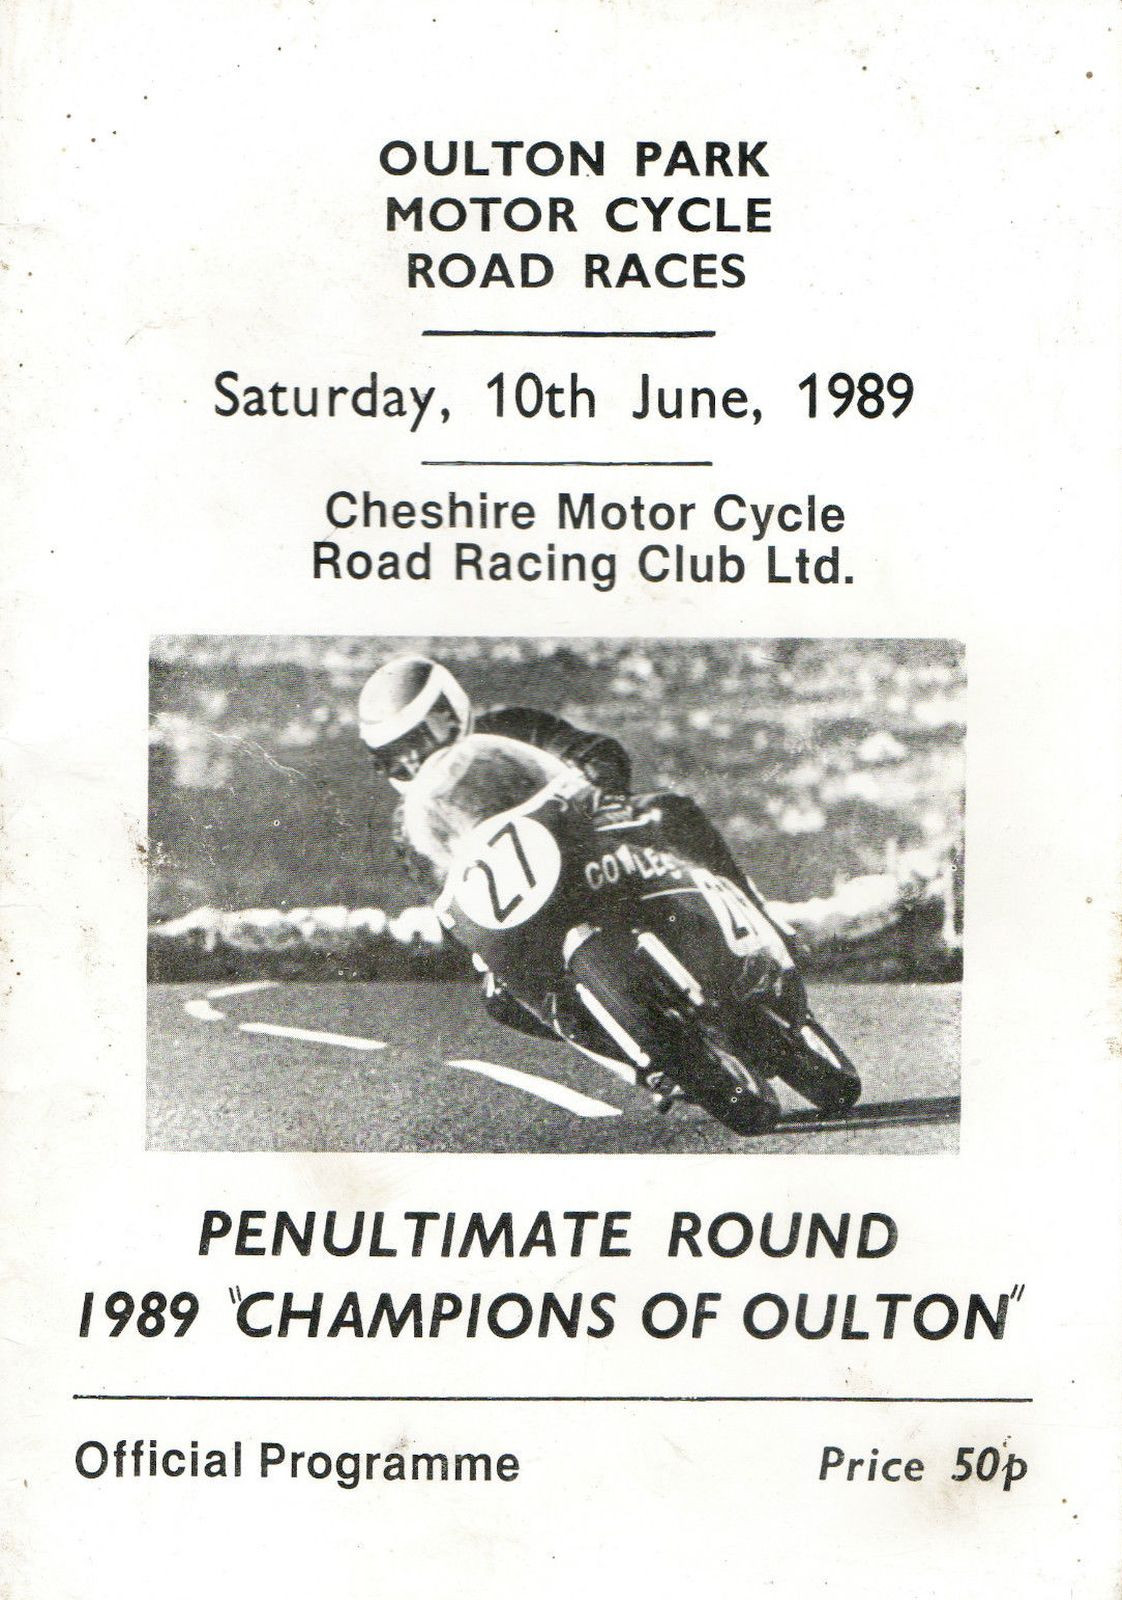 OULTON PARK
MOTOR CYCLE
ROAD RACES
Saturday, 10th June, 1989
Cheshire Motor Cycle
Road Racing Club Ltd.
27
COWLES
PENULTIMATE ROUND
1989 "CHAMPIONS OF OULTON"
Official Programme
Price 50p